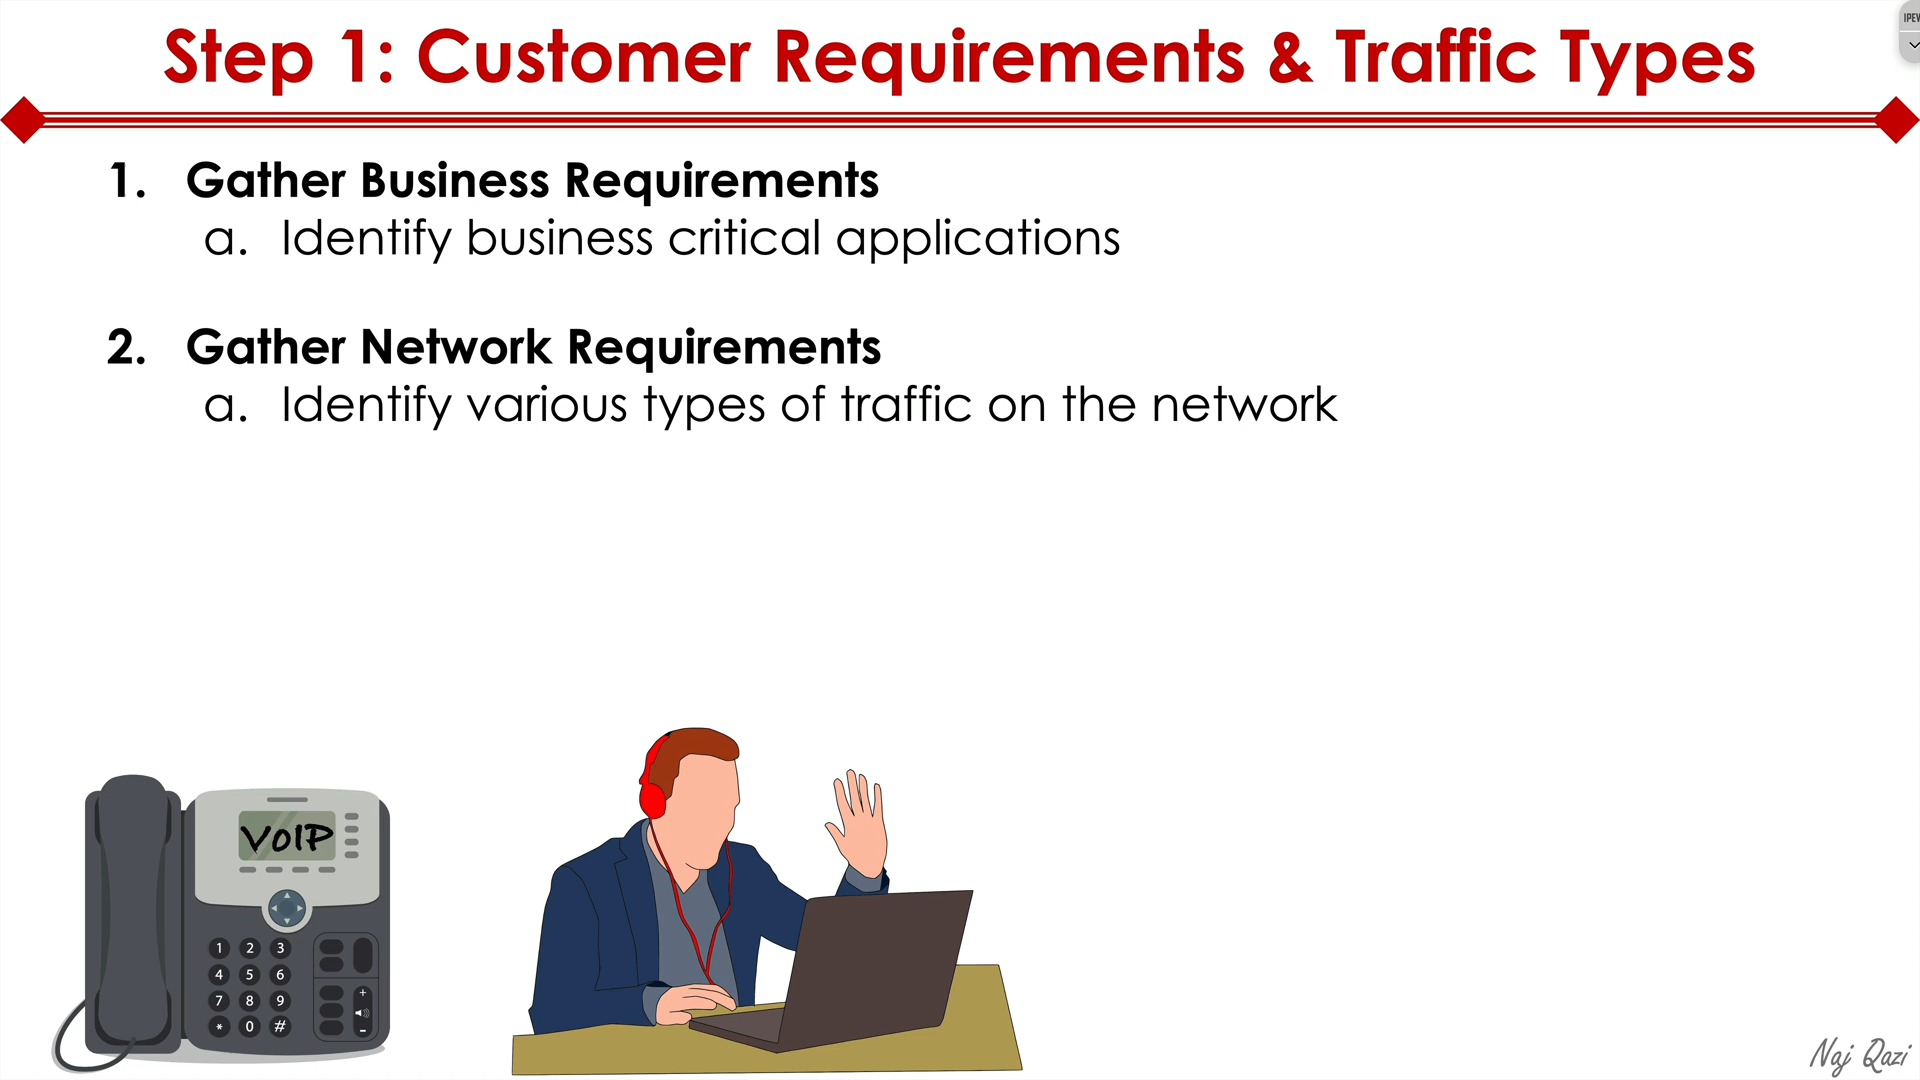 Step 1: Customer Requirements & Traffic Types
1. Gather Business Requirements
a. Identify business critical applications
2. Gather Network Requirements
a. Identify various types of traffic on the network
VoIP
1 2 3
4 5 6
7 8 9
* 0 #
+
-
Naj Qazi